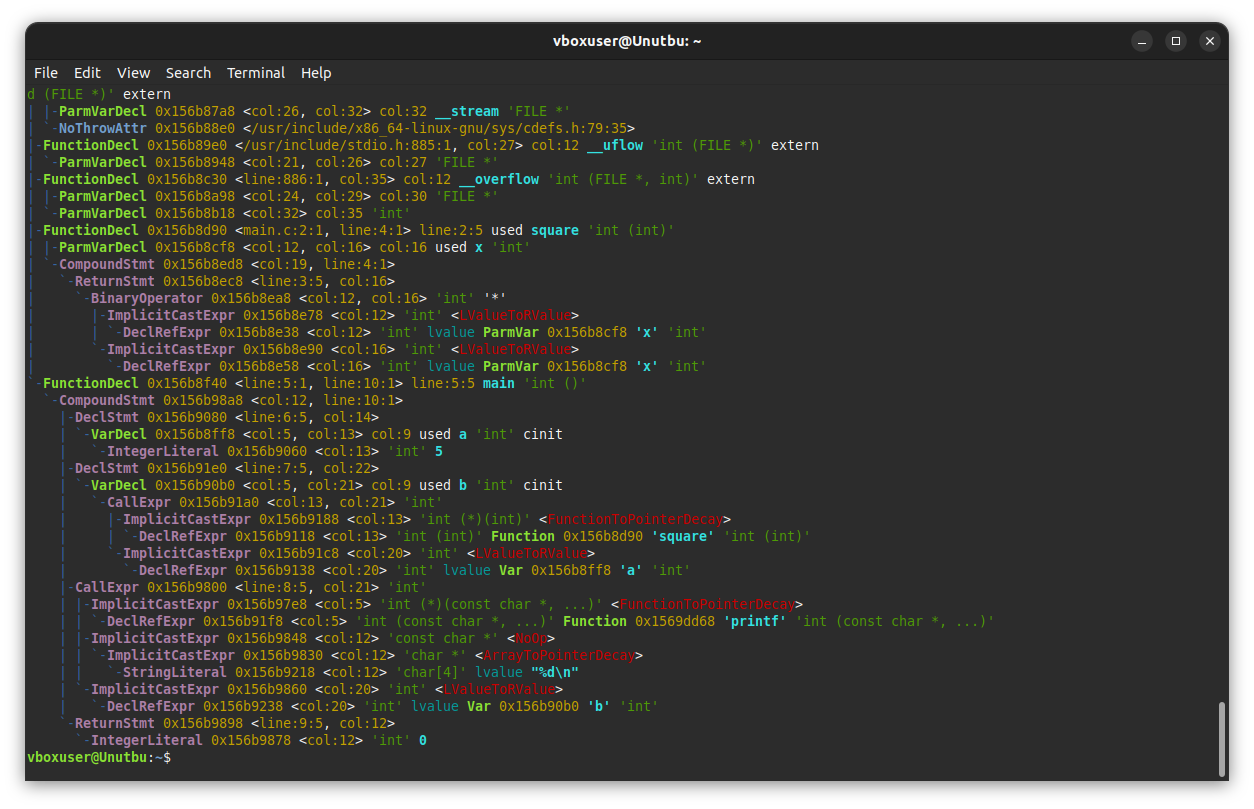 vboxuser@Unutbu: ~
File Edit View Search Terminal Help
d (FILE *)' extern
| |-ParmVarDecl 0x156b87a8 <col:26, col:32> col:32 __stream 'FILE *'
| `-NoThrowAttr 0x156b88e0 </usr/include/x86_64-linux-gnu/sys/cdefs.h:79:35>
|-FunctionDecl 0x156b89e0 </usr/include/stdio.h:885:1, col:27> col:12 __uflow 'int (FILE *)' extern
| `-ParmVarDecl 0x156b8948 <col:21, col:26> col:27 'FILE *'
|-FunctionDecl 0x156b8c30 <line:886:1, col:35> col:12 __overflow 'int (FILE *, int)' extern
| |-ParmVarDecl 0x156b8a98 <col:24, col:29> col:30 'FILE *'
| `-ParmVarDecl 0x156b8b18 <col:32> col:35 'int'
|-FunctionDecl 0x156b8d90 <main.c:2:1, line:4:1> line:2:5 used square 'int (int)'
| |-ParmVarDecl 0x156b8cf8 <col:12, col:16> col:16 used x 'int'
| `-CompoundStmt 0x156b8ed8 <col:19, line:4:1>
|   `-ReturnStmt 0x156b8ec8 <line:3:5, col:16>
|     `-BinaryOperator 0x156b8ea8 <col:12, col:16> 'int' '*'
|       |-ImplicitCastExpr 0x156b8e78 <col:12> 'int' <LValueToRValue>
|       | `-DeclRefExpr 0x156b8e38 <col:12> 'int' lvalue ParmVar 0x156b8cf8 'x' 'int'
|       `-ImplicitCastExpr 0x156b8e90 <col:16> 'int' <LValueToRValue>
|         `-DeclRefExpr 0x156b8e58 <col:16> 'int' lvalue ParmVar 0x156b8cf8 'x' 'int'
`-FunctionDecl 0x156b8f40 <line:5:1, line:10:1> line:5:5 main 'int ()'
  `-CompoundStmt 0x156b98a8 <col:12, line:10:1>
    |-DeclStmt 0x156b9080 <line:6:5, col:14>
    | `-VarDecl 0x156b8ff8 <col:5, col:13> col:9 used a 'int' cinit
    |   `-IntegerLiteral 0x156b9060 <col:13> 'int' 5
    |-DeclStmt 0x156b91e0 <line:7:5, col:22>
    | `-VarDecl 0x156b90b0 <col:5, col:21> col:9 used b 'int' cinit
    |   `-CallExpr 0x156b91a0 <col:13, col:21> 'int'
    |     |-ImplicitCastExpr 0x156b9188 <col:13> 'int (*)(int)' <FunctionToPointerDecay>
    |     | `-DeclRefExpr 0x156b9118 <col:13> 'int (int)' Function 0x156b8d90 'square' 'int (int)'
    |     `-ImplicitCastExpr 0x156b91c8 <col:20> 'int' <LValueToRValue>
    |       `-DeclRefExpr 0x156b9138 <col:20> 'int' lvalue Var 0x156b8ff8 'a' 'int'
    |-CallExpr 0x156b9800 <line:8:5, col:21> 'int'
    | |-ImplicitCastExpr 0x156b97e8 <col:5> 'int (*)(const char *, ...)' <FunctionToPointerDecay>
    | | `-DeclRefExpr 0x156b91f8 <col:5> 'int (const char *, ...)' Function 0x1569dd68 'printf' 'int (const char *, ...)'
    | |-ImplicitCastExpr 0x156b9848 <col:12> 'const char *' <NoOp>
    | | `-ImplicitCastExpr 0x156b9830 <col:12> 'char *' <ArrayToPointerDecay>
    | |   `-StringLiteral 0x156b9218 <col:12> 'char[4]' lvalue "%d\n"
    | `-ImplicitCastExpr 0x156b9860 <col:20> 'int' <LValueToRValue>
    |   `-DeclRefExpr 0x156b9238 <col:20> 'int' lvalue Var 0x156b90b0 'b' 'int'
    `-ReturnStmt 0x156b9898 <line:9:5, col:12>
      `-IntegerLiteral 0x156b9878 <col:12> 'int' 0
vboxuser@Unutbu:~$